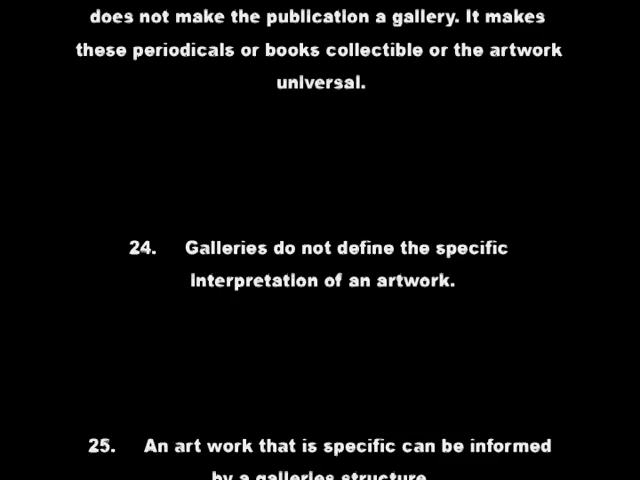 does not make the publication a gallery. It makes
these periodicals or books collectible or the artwork
universal.
24. Galleries do not define the specific
interpretation of an artwork.
25. An art work that is specific can be informed
by a galleries structure